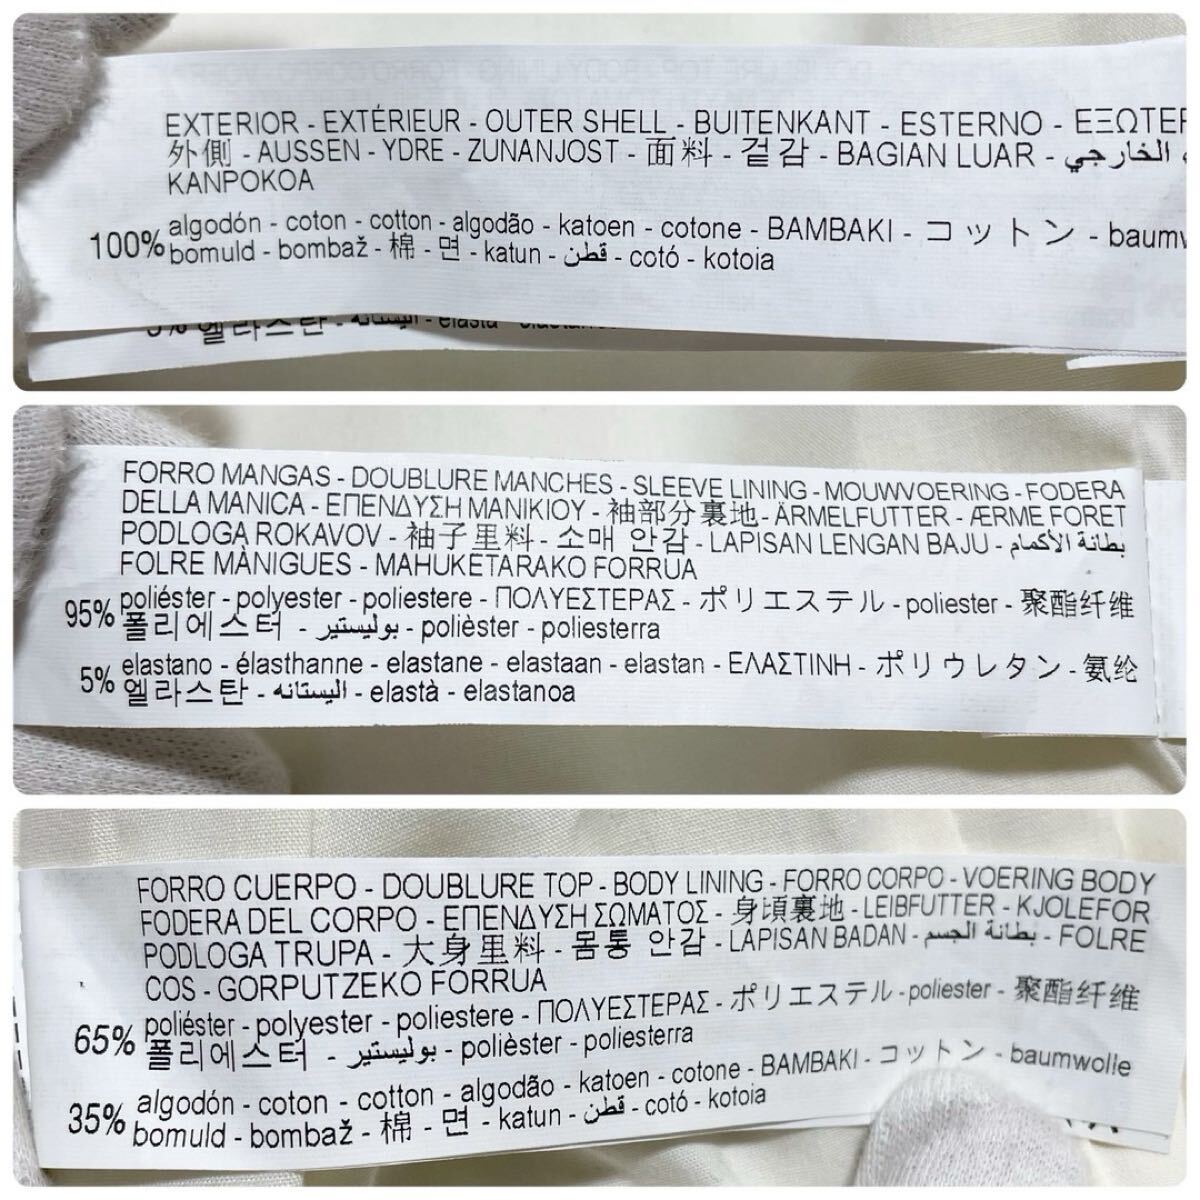 EXTERIOR - EXTÉRIEUR - OUTER SHELL - BUITENKANT - ESTERNO - ΕΞΩΤΕΡ
外側 - AUSSEN - YDRE - ZUNANJOST - 面料 - 겉감 - BAGIAN LUAR - الخارجي
KANPOKOA
100% algodón - coton - cotton - algodão - katoen - cotone - BAMBAKI - コットン - baumw
bomuld - bombaž - 棉 - 면 - katun - قطن - cotó - kotoia
5% 엘라스탄 - اليستانه - elastà - elastanoa
FORRO MANGAS - DOUBLURE MANCHES - SLEEVE LINING - MOUWVOERING - FODERA
DELLA MANICA - ΕΠΕΝΔΥΣΗ ΜΑΝΙΚΙΟΥ - 袖部分裏地 - ÄRMELFUTTER - ÆRME FORET
PODLOGA ROKAVOV - 袖子里料 - 소매 안감 - LAPISAN LENGAN BAJU - بطانة الأكمام
FOLRE MÀNIGUES - MAHUKETARAKO FORRUA
95% poliéster - polyester - poliestere - ΠΟΛΥΕΣΤΕΡΑΣ - ポリエステル - poliester - 聚酯纤维
폴리에스터 - بوليستير - polièster - poliesterra
5% elastano - élasthanne - elastane - elastaan - elastan - ΕΛΑΣΤΙΝΗ - ポリウレタン - 氨纶
엘라스탄 - اليستانه - elastà - elastanoa
FORRO CUERPO - DOUBLURE TOP - BODY LINING - FORRO CORPO - VOERING BODY
FODERA DEL CORPO - ΕΠΕΝΔΥΣΗ ΣΩΜΑΤΟΣ - 身頃裏地 - LEIBFUTTER - KJOLEFOR
PODLOGA TRUPA - 大身里料 - 몸통 안감 - LAPISAN BADAN - بطانة الجسم - FOLRE
COS - GORPUTZEKO FORRUA
65% poliéster - polyester - poliestere - ΠΟΛΥΕΣΤΕΡΑΣ - ポリエステル - poliester - 聚酯纤维
폴리에스터 - بوليستير - polièster - poliesterra
35% algodón - coton - cotton - algodão - katoen - cotone - BAMBAKI - コットン - baumwolle
bomuld - bombaž - 棉 - 면 - katun - قطن - cotó - kotoia